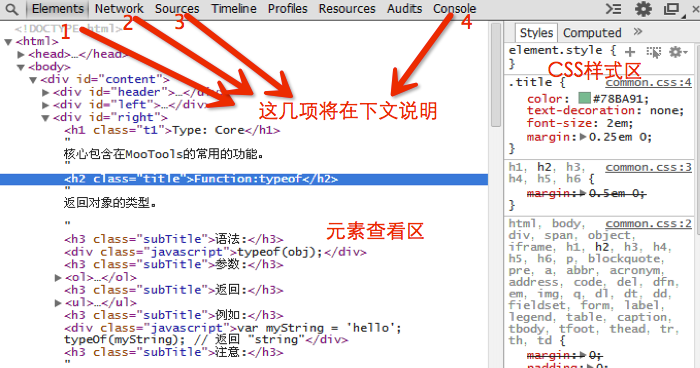 Elements Network Sources Timeline Profiles Resources Audits Console
1 2 3 4
<!DOCTYPE html>
<html>
<head>…</head>
<body>
<div id="content">
<div id="header">…</div>
<div id="left">…</div>
<div id="right">
这几项将在下文说明
<h1 class="t1">Type: Core</h1>
"
核心包含在MooTools的常用的功能。
"
<h2 class="title">Function:typeof</h2>
"
返回对象的类型。
"
元素查看区
<h3 class="subTitle">语法:</h3>
<div class="javascript">typeof(obj);</div>
<h3 class="subTitle">参数:</h3>
<ol>…</ol>
<h3 class="subTitle">返回:</h3>
<ul>…</ul>
<h3 class="subTitle">例如:</h3>
<div class="javascript">var myString = 'hello';
typeOf(myString); // 返回 "string"</div>
<h3 class="subTitle">注意:</h3>
"
Styles Computed
element.style {
}
CSS样式区
.title { common.css:4
color: #78BA91;
text-decoration: none;
font-size: 2em;
margin: 0.25em 0;
}
h1, h2, h3, common.css:3
h4, h5, h6 {
margin: 0.5em 0;
}
html, body, common.css:2
div, span, object,
iframe, h1, h2, h3, h4,
h5, h6, p, blockquote,
pre, a, abbr, acronym,
address, code, del, dfn,
em, img, q, dl, dt, dd,
fieldset, form, label,
legend, table, caption,
tbody, tfoot, thead, tr,
th, td {
margin: 0;
padding: 0;